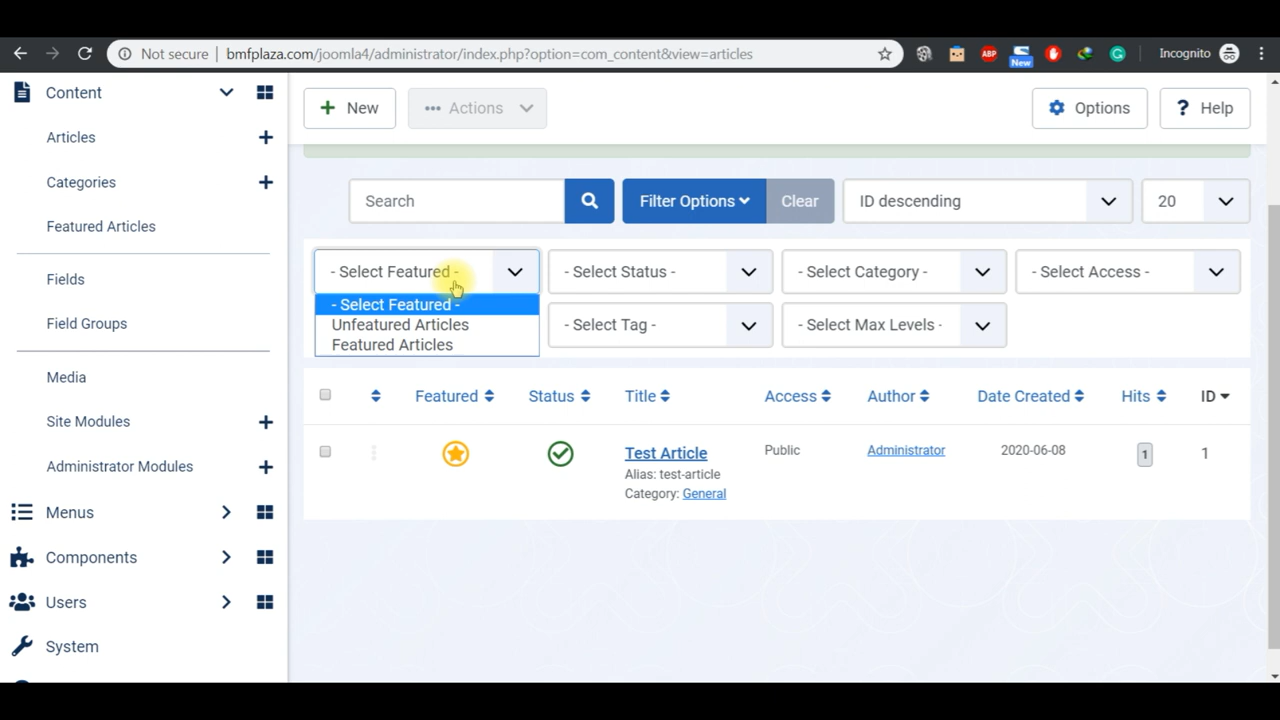 Not secure | bmfplaza.com/joomla4/administrator/index.php?option=com_content&view=articles
ABP
New
Incognito
Content
Articles
Categories
Featured Articles
Fields
Field Groups
Media
Site Modules
Administrator Modules
Menus
Components
Users
System
New
Actions
Options
? Help
Search
Filter Options
Clear
ID descending
20
- Select Featured -
- Select Status -
- Select Category -
- Select Access -
- Select Featured -
Unfeatured Articles
Featured Articles
- Select Tag -
- Select Max Levels -
Featured
Status
Title
Access
Author
Date Created
Hits
ID
Test Article
Alias: test-article
Category: General
Public
Administrator
2020-06-08
1
1